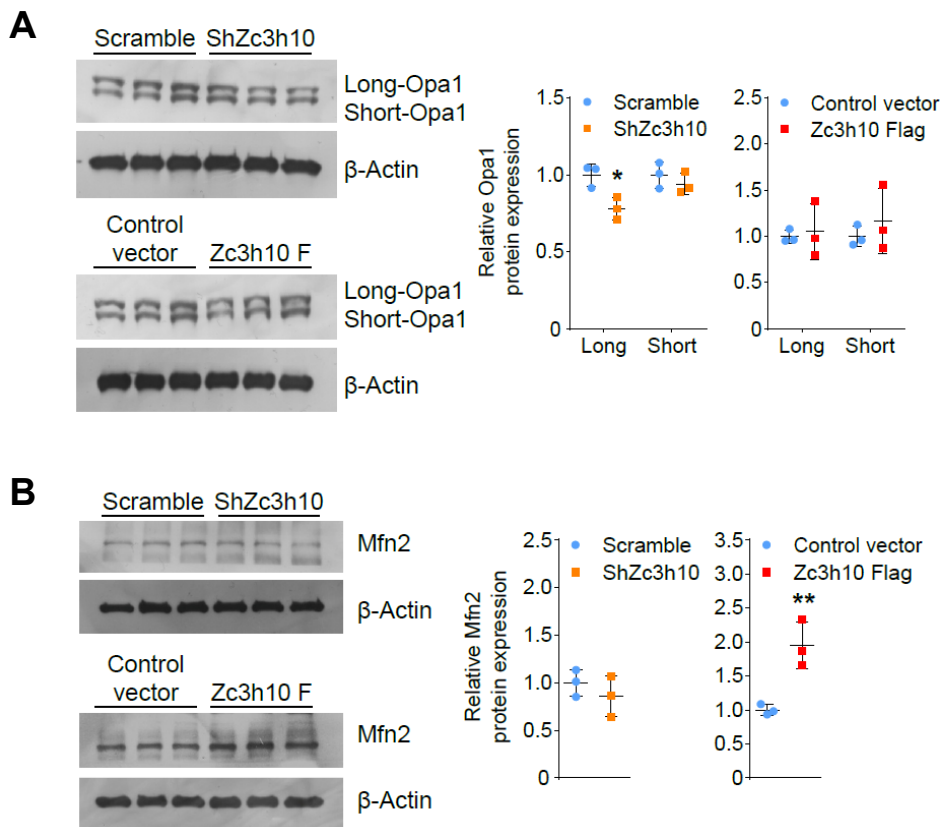 A
Scramble ShZc3h10
Long-Opa1
Short-Opa1
β-Actin
Control
vector Zc3h10 F
Long-Opa1
Short-Opa1
β-Actin
Relative Opa1
protein expression
1.5
1.0
0.5
0
Scramble
ShZc3h10
*
Long Short
2.5
2.0
1.5
1.0
0.5
0
Control vector
Zc3h10 Flag
Long Short
B
Scramble ShZc3h10
Mfn2
β-Actin
Control
vector Zc3h10 F
Mfn2
β-Actin
Relative Mfn2
protein expression
2.5
2.0
1.5
1.0
0.5
0
Scramble
ShZc3h10
3.5
3.0
2.5
2.0
1.5
1.0
0.5
0
Control vector
Zc3h10 Flag
**